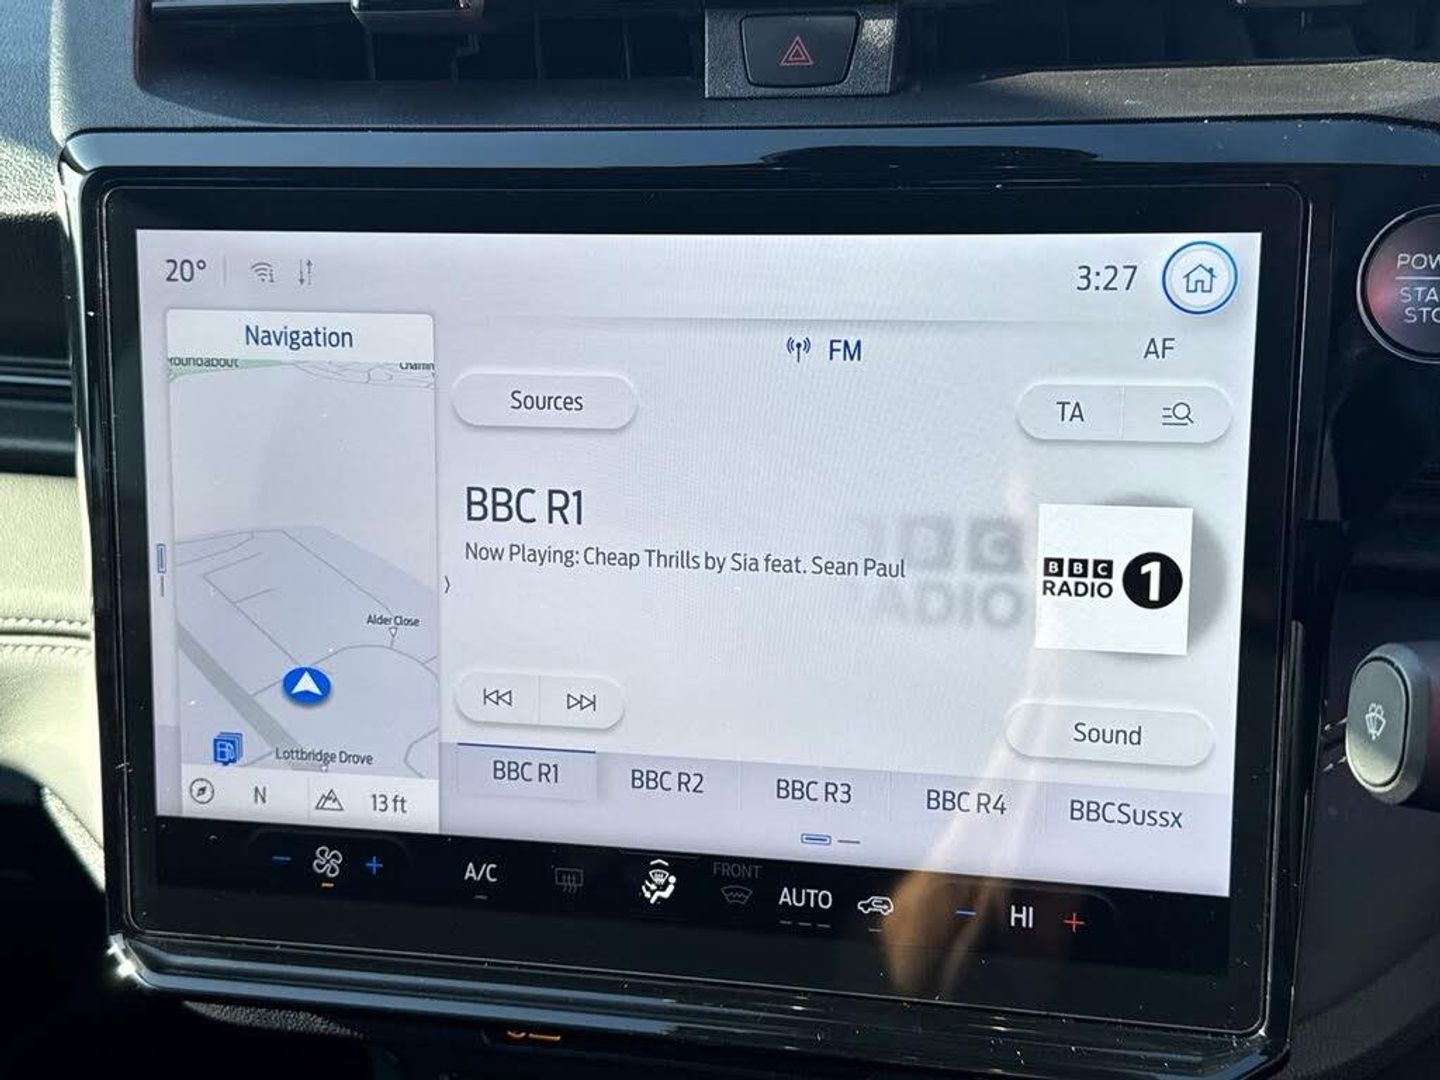 20°
3:27
Navigation
FM
AF
roundabout
Sources
TA
BBC R1
Now Playing: Cheap Thrills by Sia feat. Sean Paul
BBC
RADIO 1
Alder Close
Lottbridge Drove
Sound
N 13 ft
BBC R1 BBC R2 BBC R3 BBC R4 BBCSussx
A/C FRONT AUTO HI